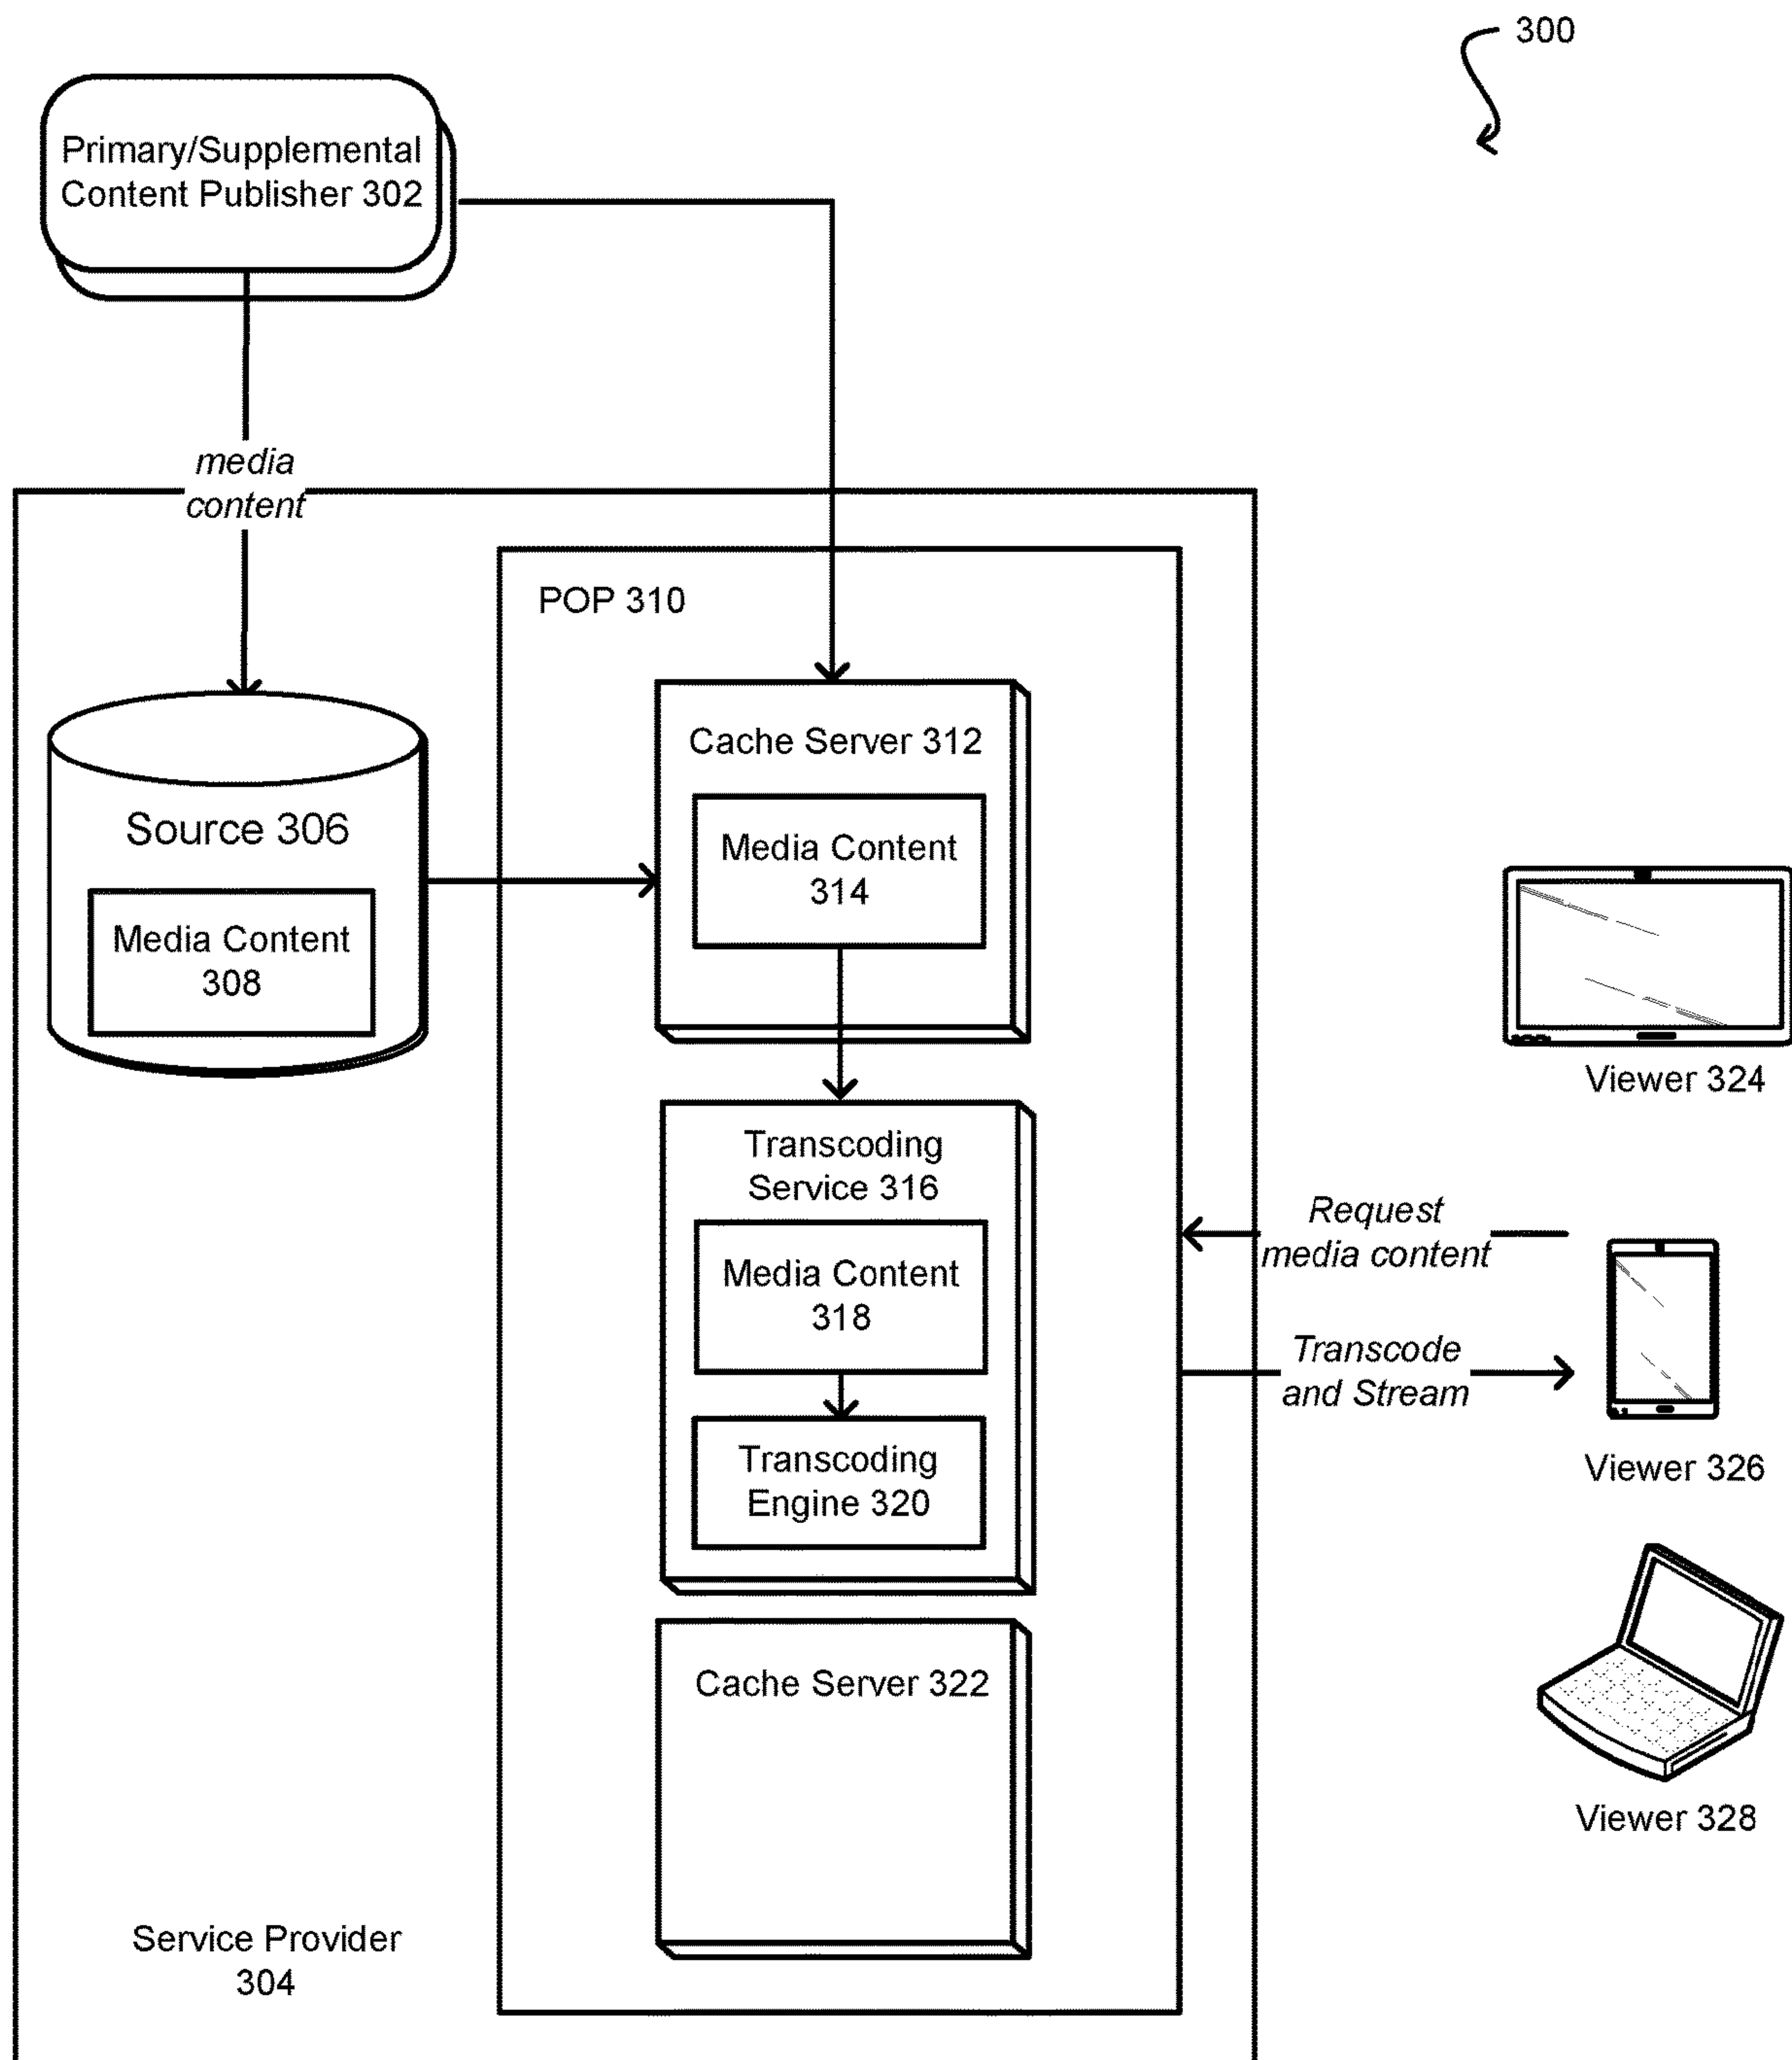 300
Primary/Supplemental
Content Publisher 302
media
content
POP 310
Cache Server 312
Media Content
314
Source 306
Media Content
308
Transcoding
Service 316
Media Content
318
Transcoding
Engine 320
Cache Server 322
Viewer 324
Request
media content
Transcode
and Stream
Viewer 326
Viewer 328
Service Provider
304